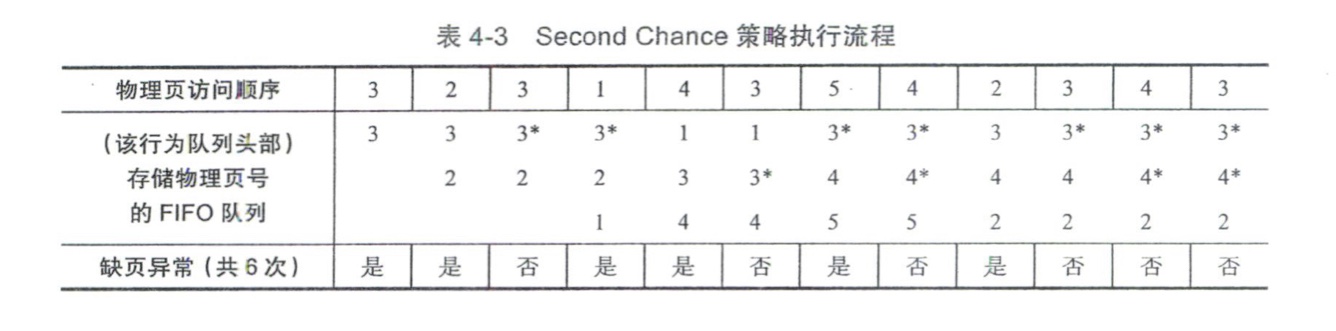 表 4-3 Second Chance 策略执行流程
物理页访问顺序 3 2 3 1 4 3 5 4 2 3 4 3
(该行为队列头部) 3 3 3* 3* 1 1 3* 3* 3 3* 3* 3*
存储物理页号 2 2 2 3 3* 4 4* 4 4 4* 4*
的 FIFO 队列 1 4 4 5 5 2 2 2 2
缺页异常(共 6 次) 是 是 否 是 是 否 是 否 是 否 否 否